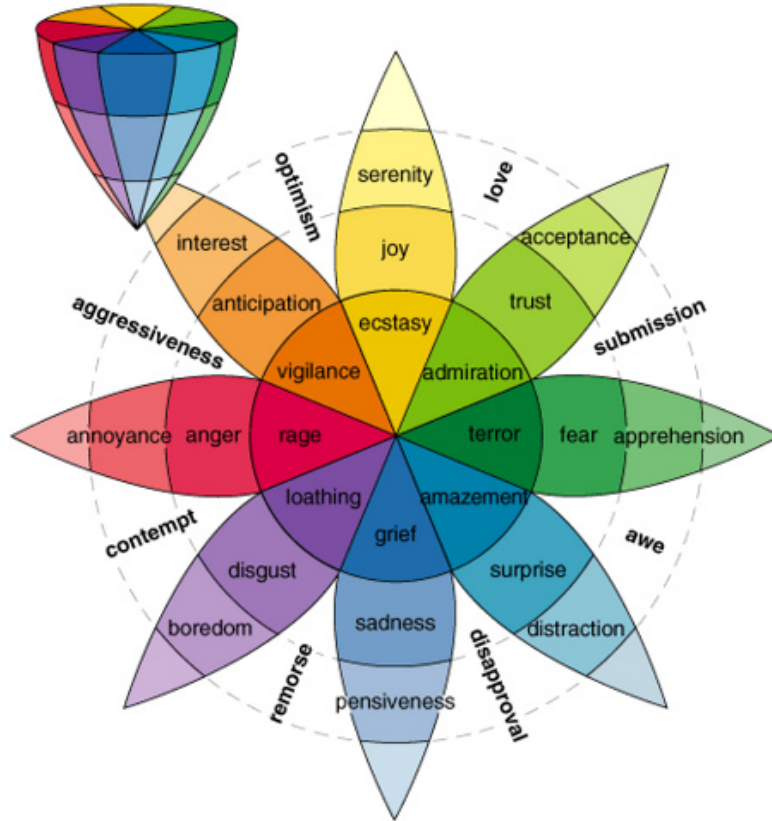 optimism
love
serenity
interest
acceptance
joy
anticipation
trust
aggressiveness
submission
ecstasy
vigilance
admiration
annoyance
anger
rage
terror
fear
apprehension
loathing
amazement
contempt
awe
grief
disgust
surprise
boredom
sadness
distraction
remorse
disapproval
pensiveness